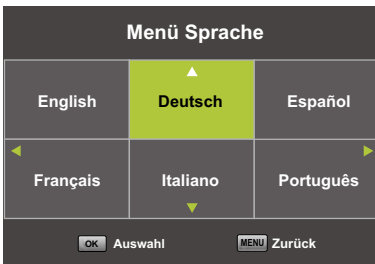 Menü Sprache
English Deutsch Español
Français Italiano Português
OK Auswahl MENU Zurück